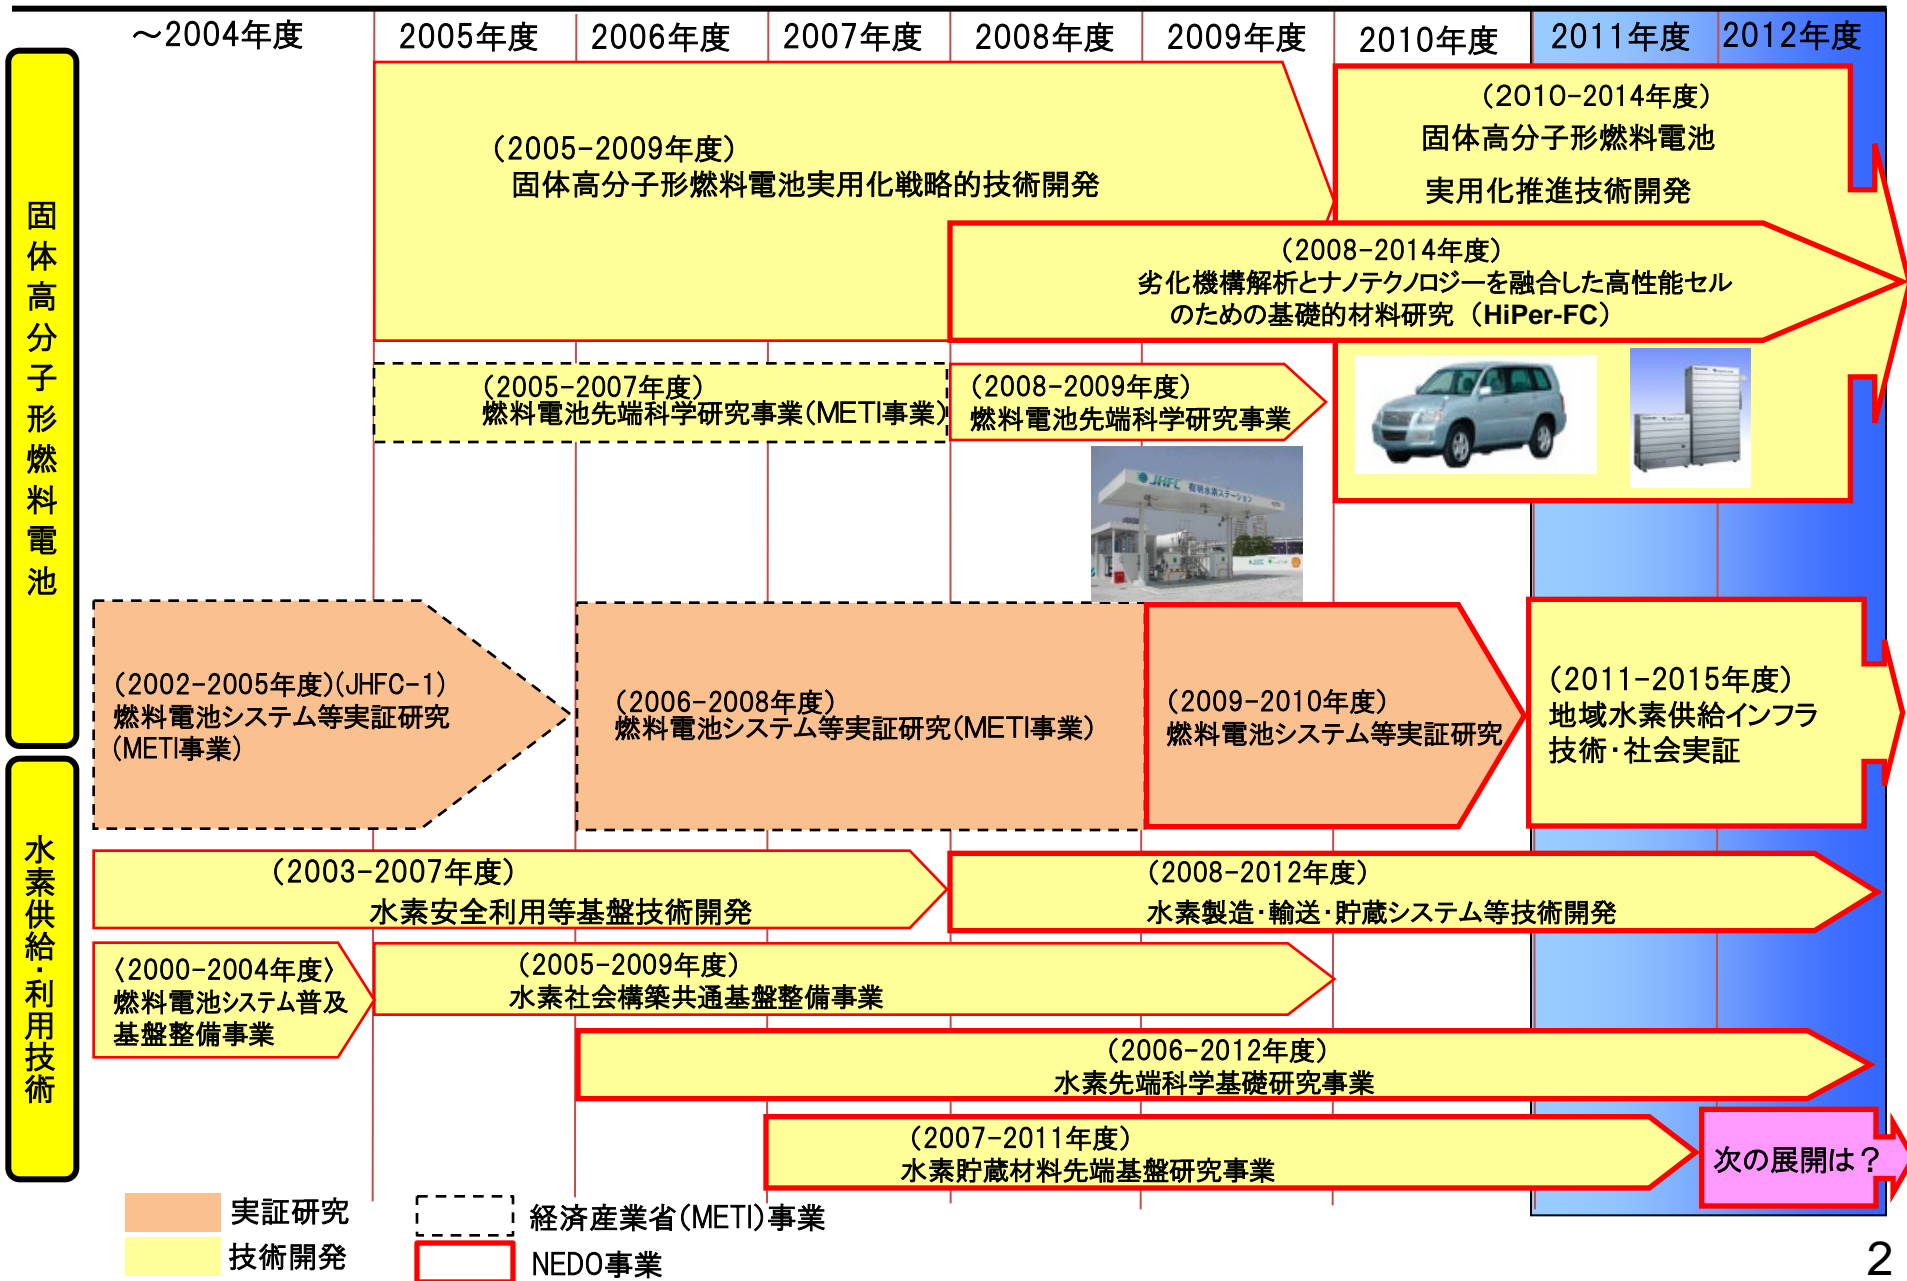 ～2004年度
2005年度
2006年度
2007年度
2008年度
2009年度
2010年度
2011年度
2012年度
固体高分子形燃料電池
（2005-2009年度）
固体高分子形燃料電池実用化戦略的技術開発
（2010-2014年度）
固体高分子形燃料電池
実用化推進技術開発
（2008-2014年度）
劣化機構解析とナノテクノロジーを融合した高性能セル
のための基礎的材料研究（HiPer-FC）
（2005-2007年度）
燃料電池先端科学研究事業（METI事業）
（2008-2009年度）
燃料電池先端科学研究事業
JHFC 有明水素ステーション
（2002-2005年度）（JHFC-1）
燃料電池システム等実証研究
（METI事業）
（2006-2008年度）
燃料電池システム等実証研究（METI事業）
（2009-2010年度）
燃料電池システム等実証研究
（2011-2015年度）
地域水素供給インフラ
技術・社会実証
水素供給・利用技術
（2003-2007年度）
水素安全利用等基盤技術開発
（2008-2012年度）
水素製造・輸送・貯蔵システム等技術開発
〈2000-2004年度〉
燃料電池システム普及
基盤整備事業
（2005-2009年度）
水素社会構築共通基盤整備事業
（2006-2012年度）
水素先端科学基礎研究事業
（2007-2011年度）
水素貯蔵材料先端基盤研究事業
次の展開は？
実証研究
技術開発
経済産業省（METI）事業
NEDO事業
2